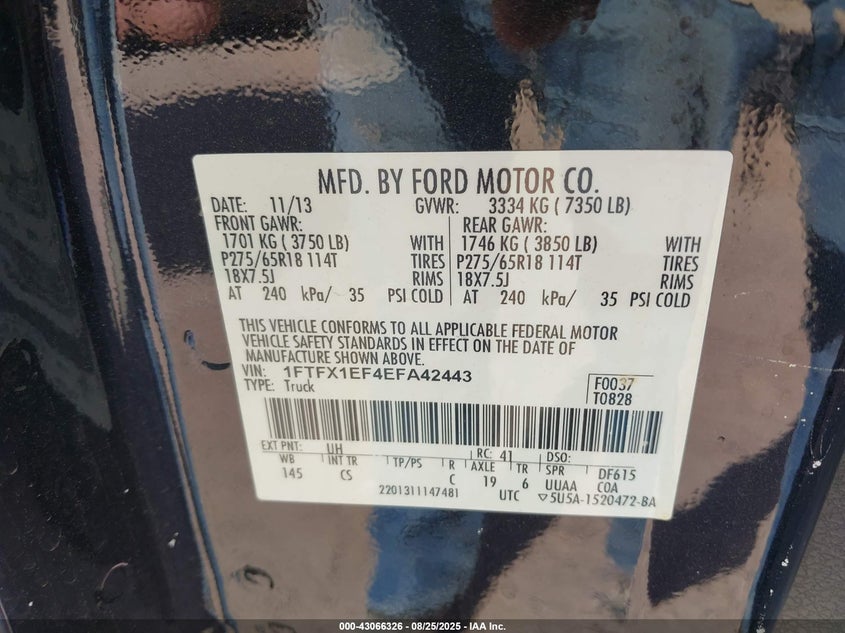 MFD. BY FORD MOTOR CO.
DATE: 11/13 GVWR: 3334 KG ( 7350 LB)
FRONT GAWR: REAR GAWR:
1701 KG ( 3750 LB) WITH 1746 KG ( 3850 LB) WITH
P275/65R18 114T TIRES P275/65R18 114T TIRES
18X7.5J RIMS 18X7.5J RIMS
AT 240 kPa/ 35 PSI COLD AT 240 kPa/ 35 PSI COLD
THIS VEHICLE CONFORMS TO ALL APPLICABLE FEDERAL MOTOR
VEHICLE SAFETY STANDARDS IN EFFECT ON THE DATE OF
MANUFACTURE SHOWN ABOVE.
VIN: 1FTFX1EF4EFA42443
TYPE: Truck
F0037
T0828
EXT PNT: UH RC: 41 DSO:
WB INT TR TP/PS R AXLE TR SPR DF615
145 CS C 19 6 UUAA COA
2201311147481 UTC ▽5U5A-1520472-BA
000-43066326 - 08/25/2025 - IAA Inc.